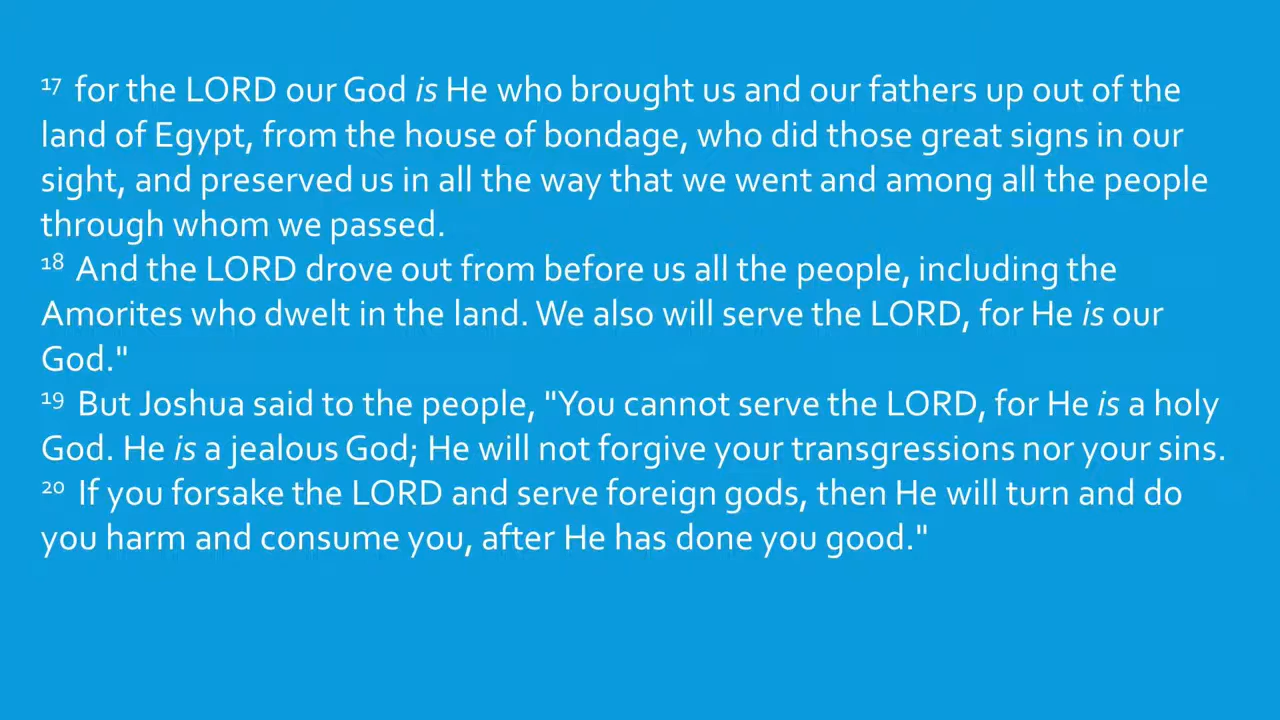 17 for the LORD our God is He who brought us and our fathers up out of the
land of Egypt, from the house of bondage, who did those great signs in our
sight, and preserved us in all the way that we went and among all the people
through whom we passed.
18 And the LORD drove out from before us all the people, including the
Amorites who dwelt in the land. We also will serve the LORD, for He is our
God."
19 But Joshua said to the people, "You cannot serve the LORD, for He is a holy
God. He is a jealous God; He will not forgive your transgressions nor your sins.
20 If you forsake the LORD and serve foreign gods, then He will turn and do
you harm and consume you, after He has done you good."